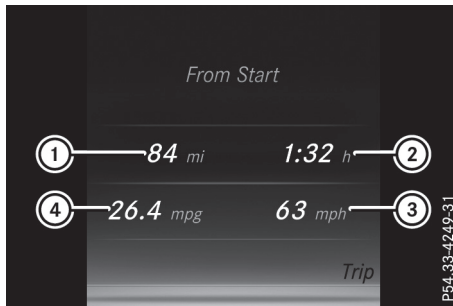 From Start
1 84 mi 1:32 h 2
4 26.4 mpg 63 mph 3
Trip
P54.33-4249-31